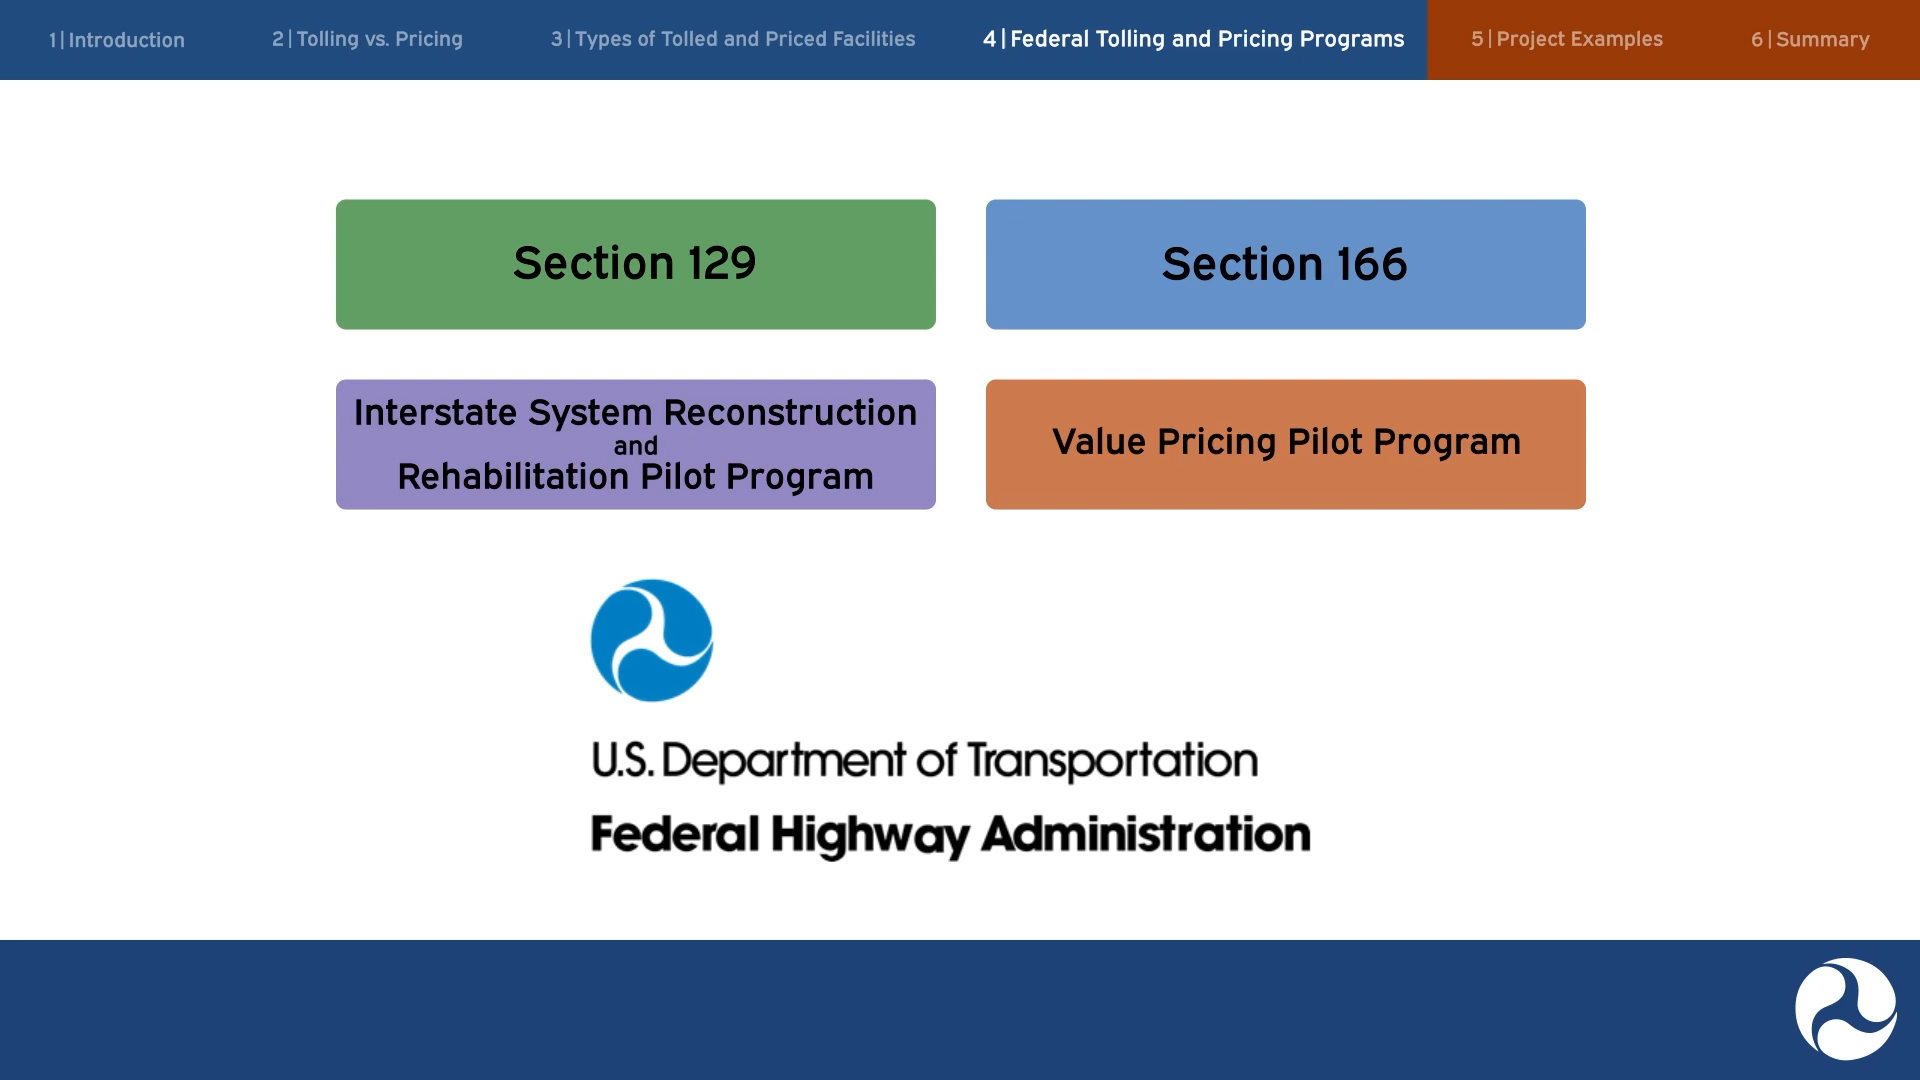 1|Introduction
2|Tolling vs. Pricing
3|Types of Tolled and Priced Facilities
4|Federal Tolling and Pricing Programs
5|Project Examples
6|Summary
Section 129
Section 166
Interstate System Reconstruction
and
Rehabilitation Pilot Program
Value Pricing Pilot Program
U.S. Department of Transportation
Federal Highway Administration